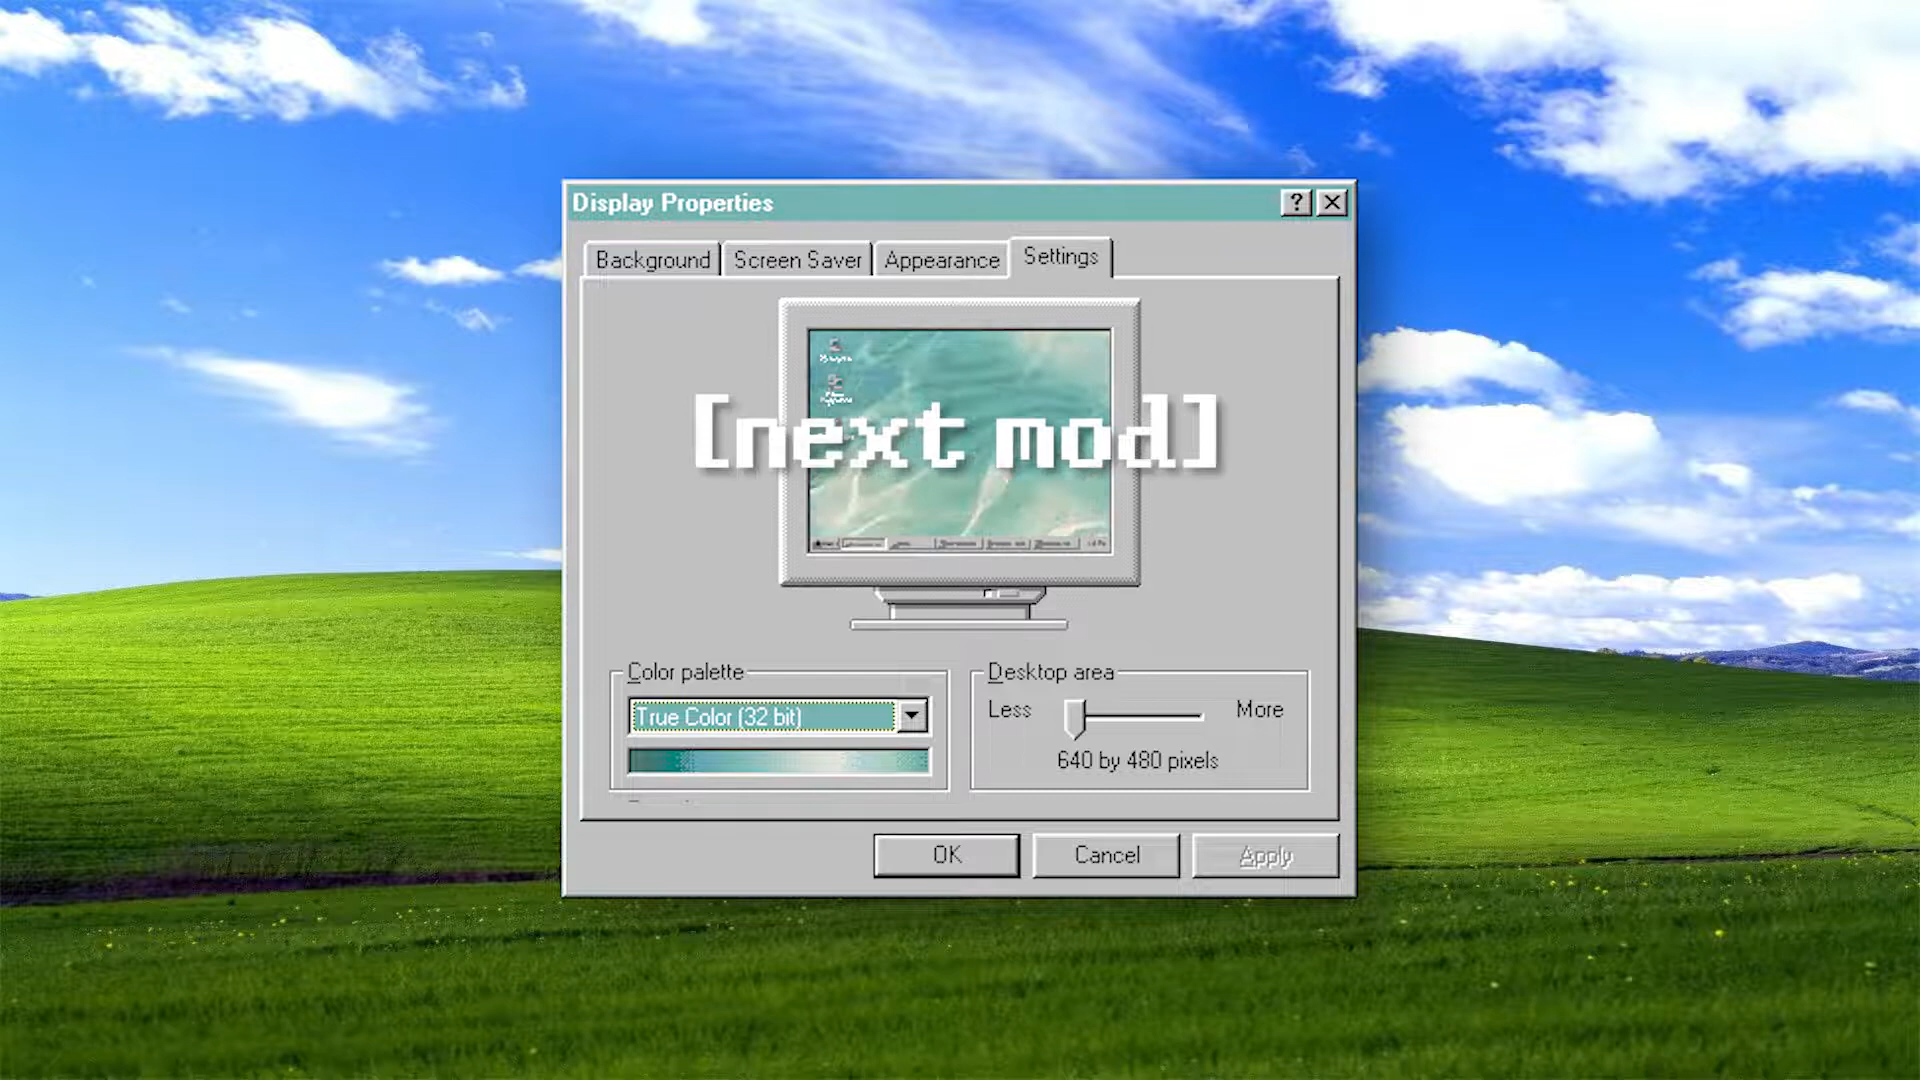 Display Properties
?
Background
Screen Saver
Appearance
Settings
[next mod]
Color palette
Desktop area
True Color (32 bit)
Less
More
640 by 480 pixels
OK
Cancel
Apply